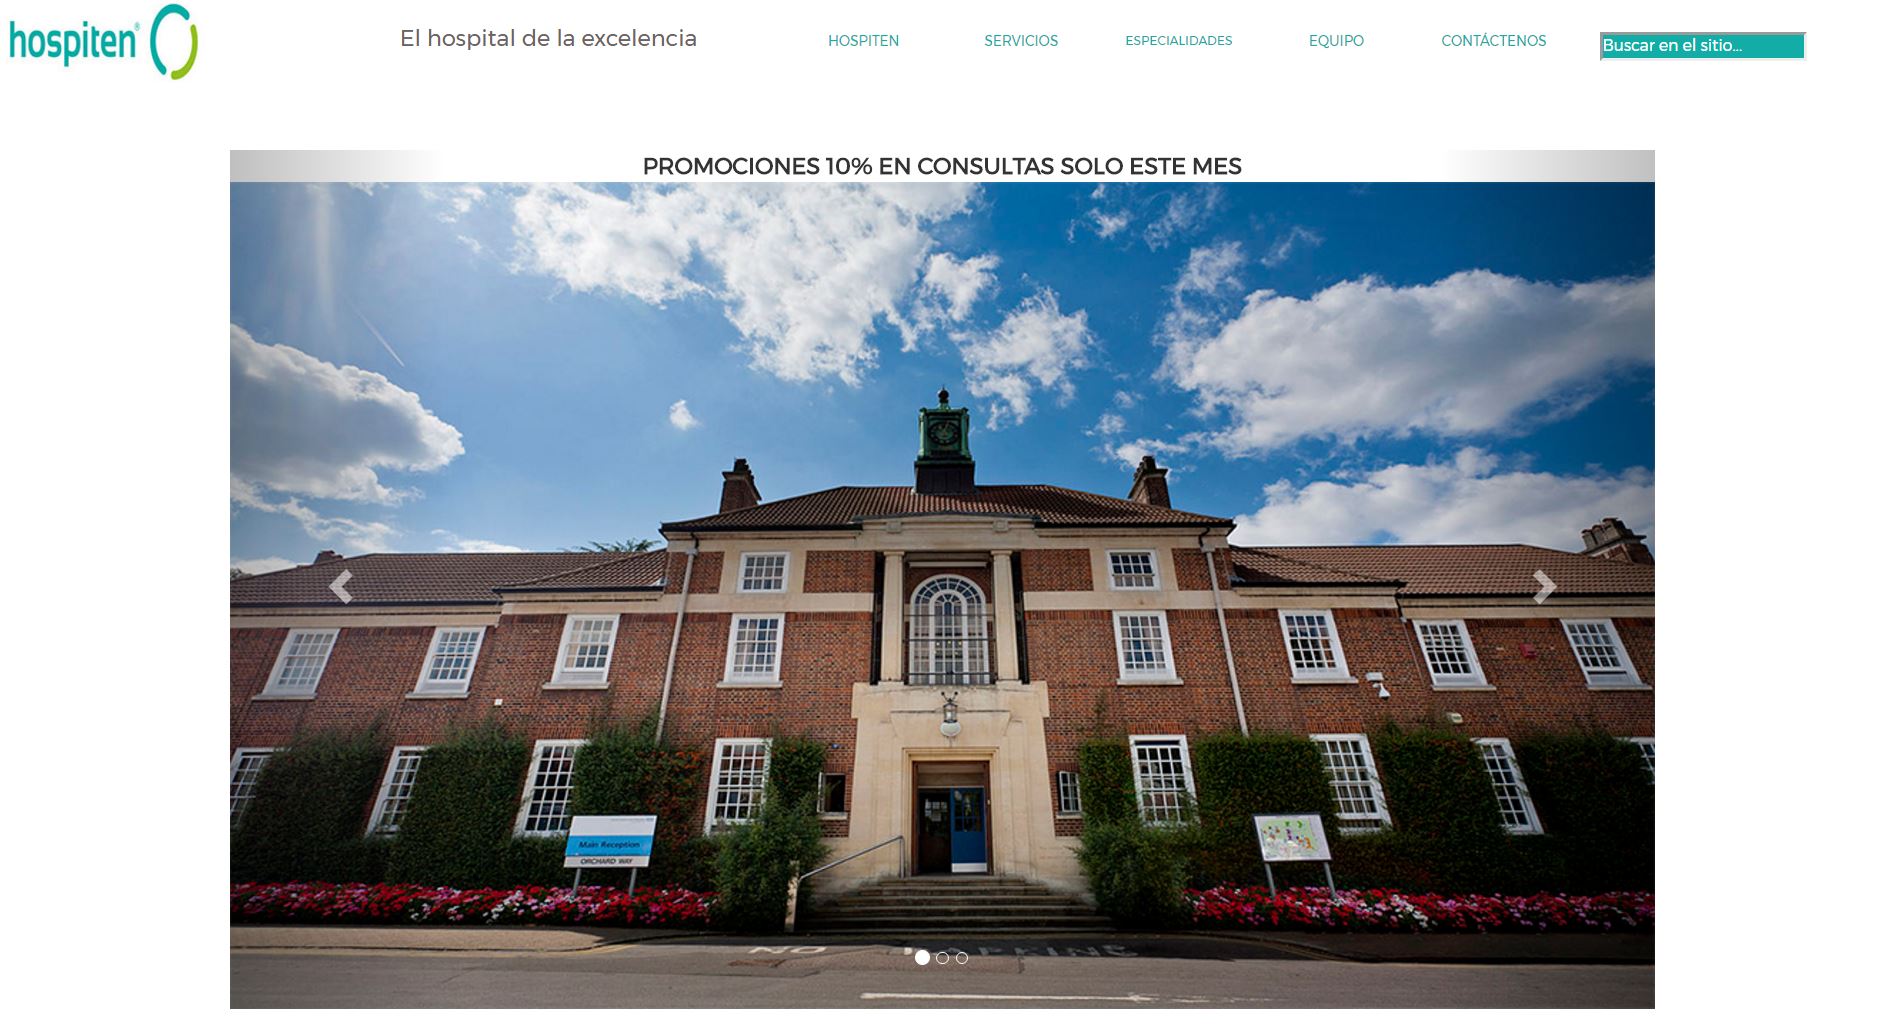 hospiten®
El hospital de la excelencia
HOSPITEN
SERVICIOS
ESPECIALIDADES
EQUIPO
CONTÁCTENOS
Buscar en el sitio...
PROMOCIONES 10% EN CONSULTAS SOLO ESTE MES
Main Reception
ORCHARD WAY
NO PARKING